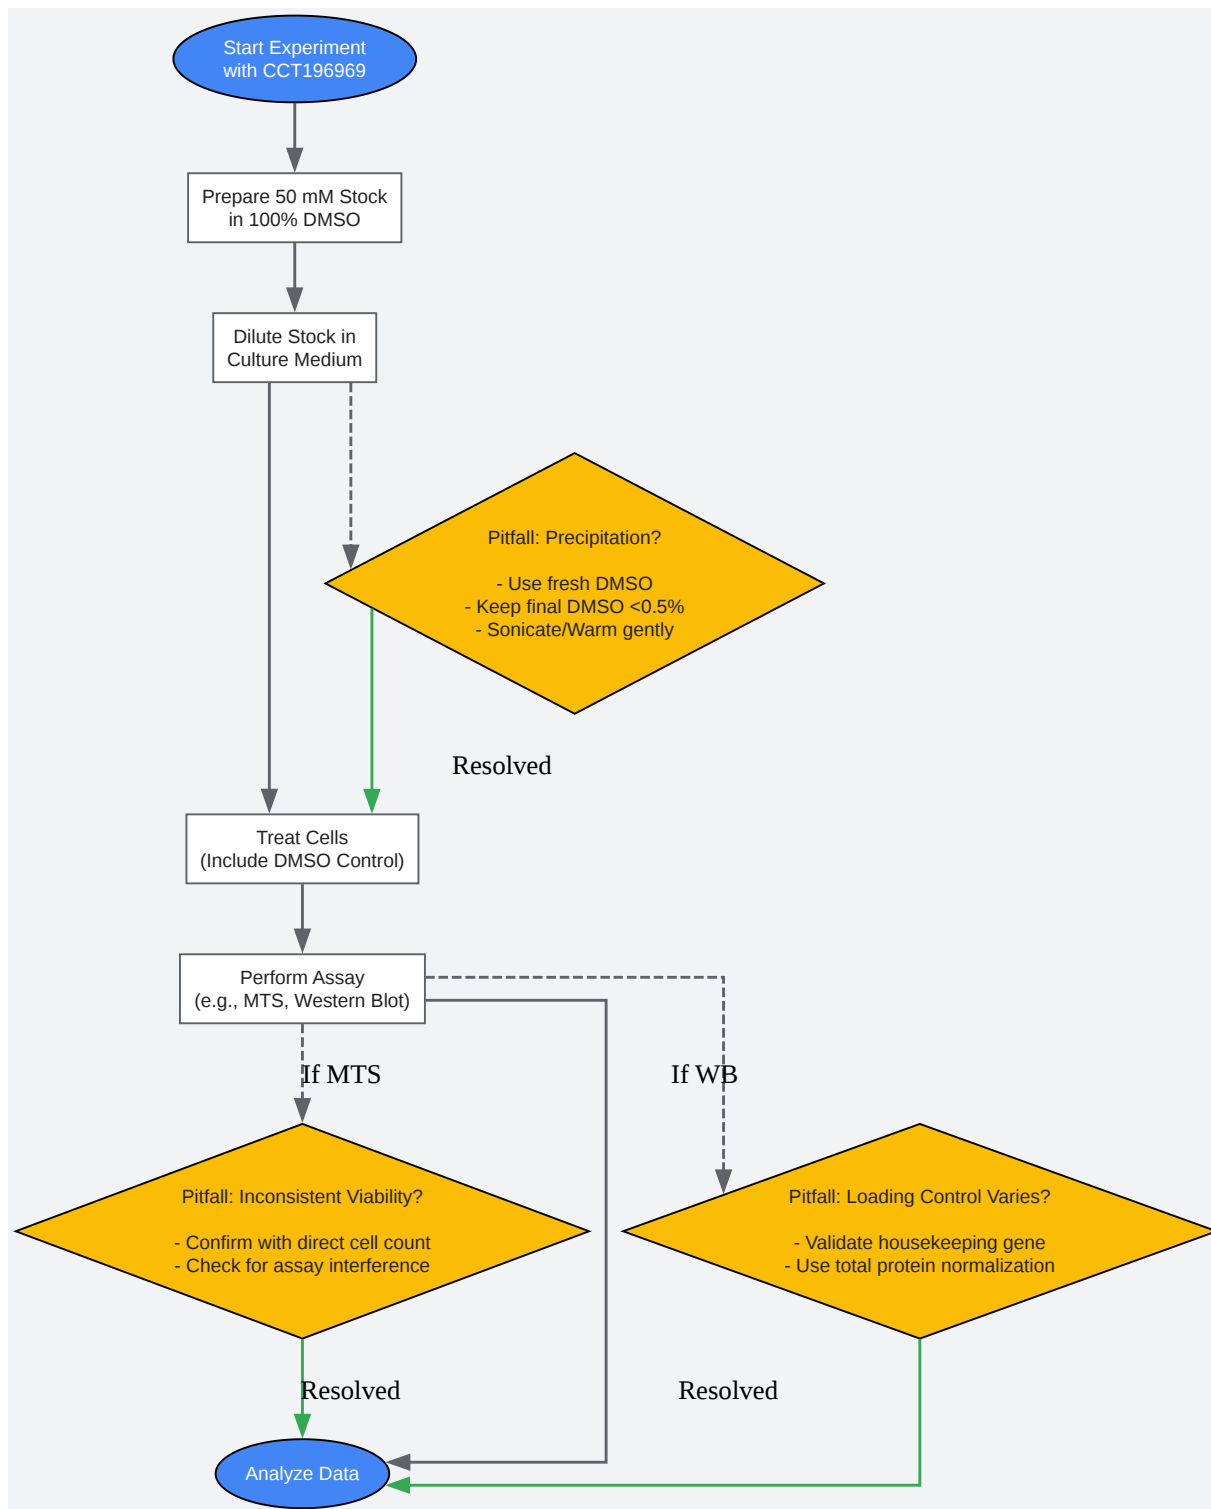 Start Experiment
with CCT196969
Prepare 50 mM Stock
in 100% DMSO
Dilute Stock in
Culture Medium
Pitfall: Precipitation?
- Use fresh DMSO
- Keep final DMSO <0.5%
- Sonicate/Warm gently
Resolved
Treat Cells
(Include DMSO Control)
Perform Assay
(e.g., MTS, Western Blot)
If MTS
If WB
Pitfall: Inconsistent Viability?
- Confirm with direct cell count
- Check for assay interference
Pitfall: Loading Control Varies?
- Validate housekeeping gene
- Use total protein normalization
Resolved
Resolved
Analyze Data